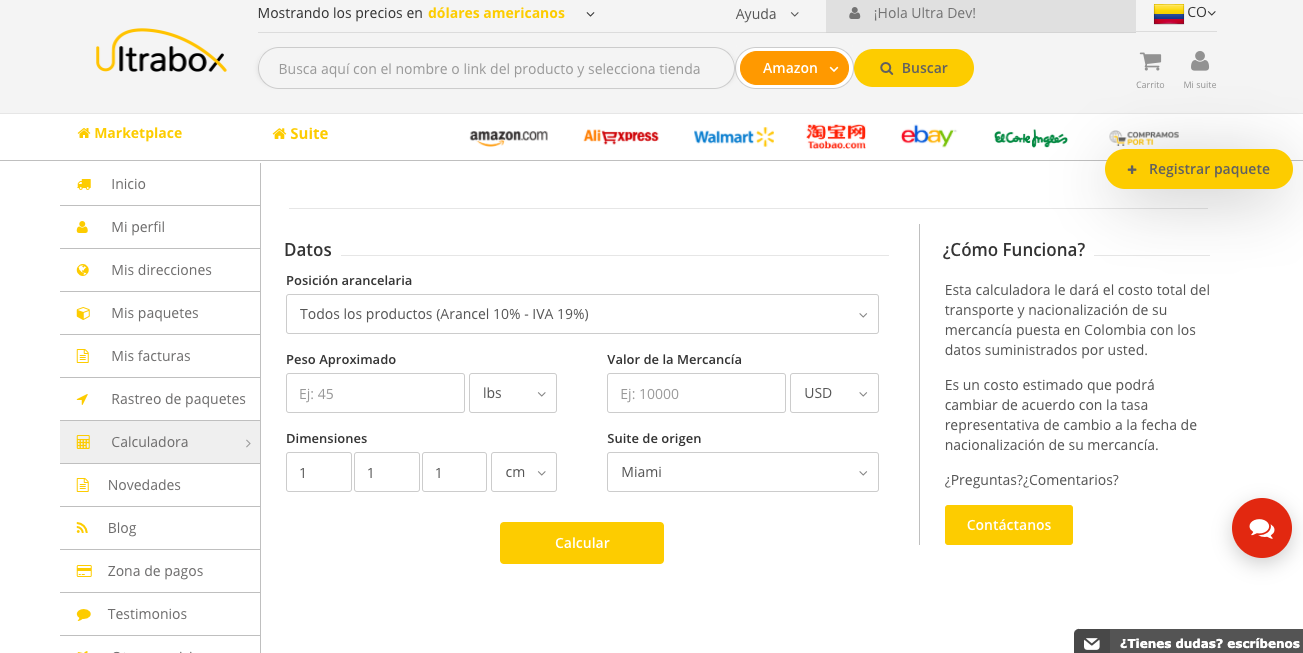 Mostrando los precios en dólares americanos
Ayuda
¡Hola Ultra Dev!
CO
Ultrabox
Busca aquí con el nombre o link del producto y selecciona tienda
Amazon
Buscar
Carrito
Mi suite
Marketplace
Suite
amazon.com
AliExpress
Walmart
淘宝网
Taobao.com
ebay
El Corte Inglés
COMPRAMOS
POR TI
Registrar paquete
Inicio
Mi perfil
Mis direcciones
Mis paquetes
Mis facturas
Rastreo de paquetes
Calculadora
Novedades
Blog
Zona de pagos
Testimonios
Datos
Posición arancelaria
Todos los productos (Arancel 10% - IVA 19%)
Peso Aproximado
Valor de la Mercancía
Ej: 45
lbs
Ej: 10000
USD
Dimensiones
Suite de origen
1
1
1
cm
Miami
Calcular
¿Cómo Funciona?
Esta calculadora le dará el costo total del
transporte y nacionalización de su
mercancía puesta en Colombia con los
datos suministrados por usted.
Es un costo estimado que podrá
cambiar de acuerdo con la tasa
representativa de cambio a la fecha de
nacionalización de su mercancía.
¿Preguntas?¿Comentarios?
Contáctanos
¿Tienes dudas? escríbenos